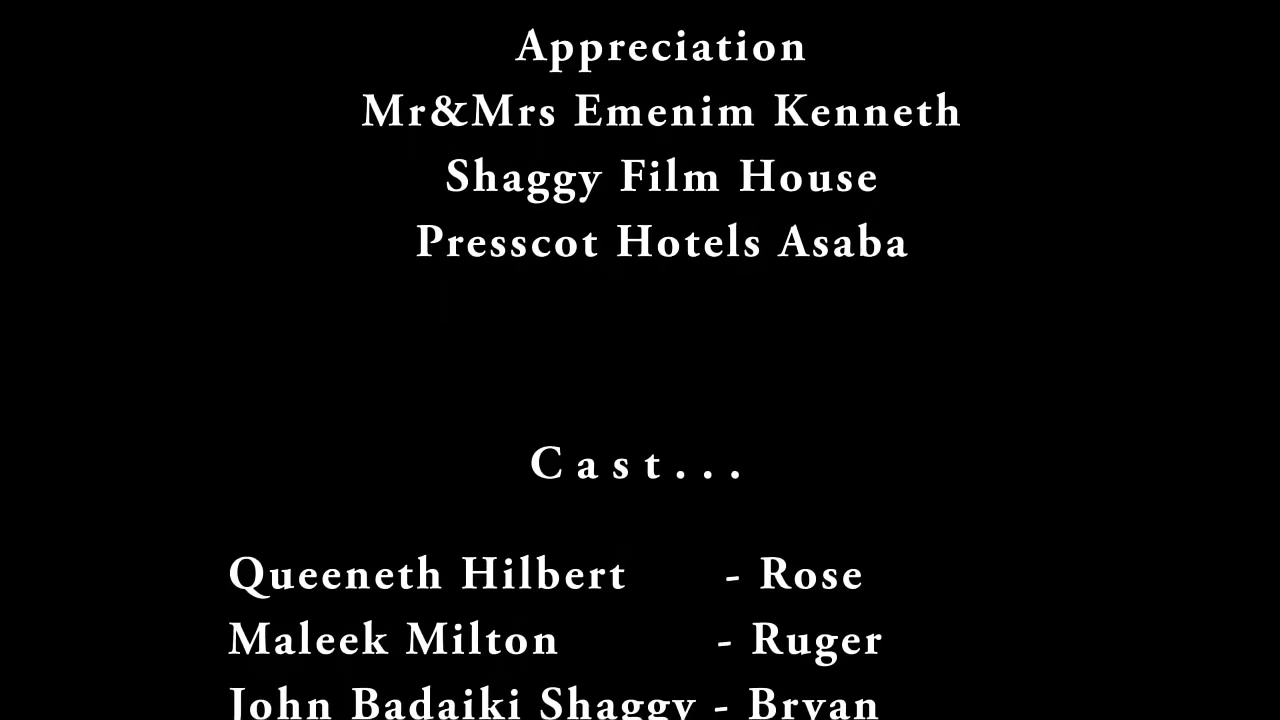 Appreciation
Mr&Mrs Emenim Kenneth
Shaggy Film House
Presscot Hotels Asaba
Cast...
Queeneth Hilbert - Rose
Maleek Milton - Ruger
John Badaiki Shaggy - Bryan